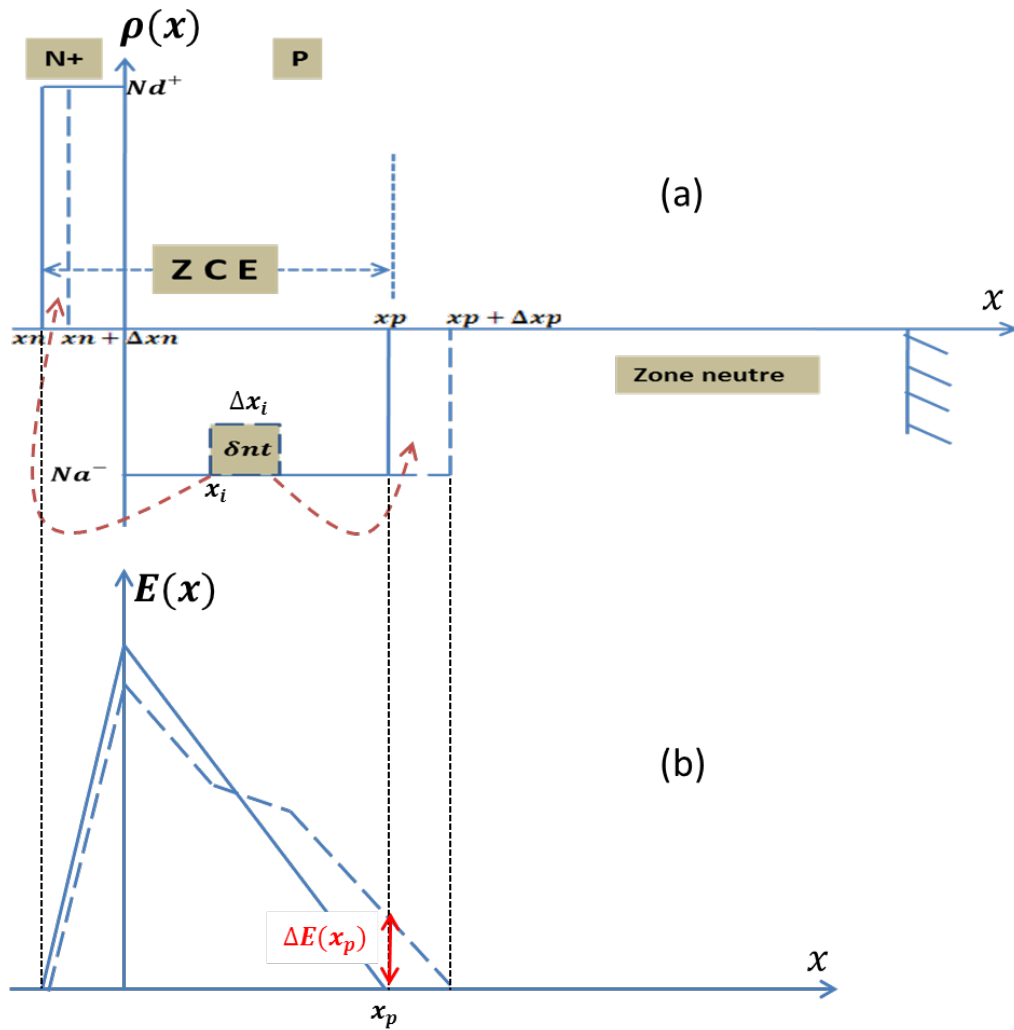 ρ(x)
N+
P
Nd⁺
(a)
Z C E
x
xn
xn + Δxn
xp
xp + Δxp
Zone neutre
Δxᵢ
δnt
Na⁻
xᵢ
E(x)
(b)
ΔE(xₚ)
x
xₚ